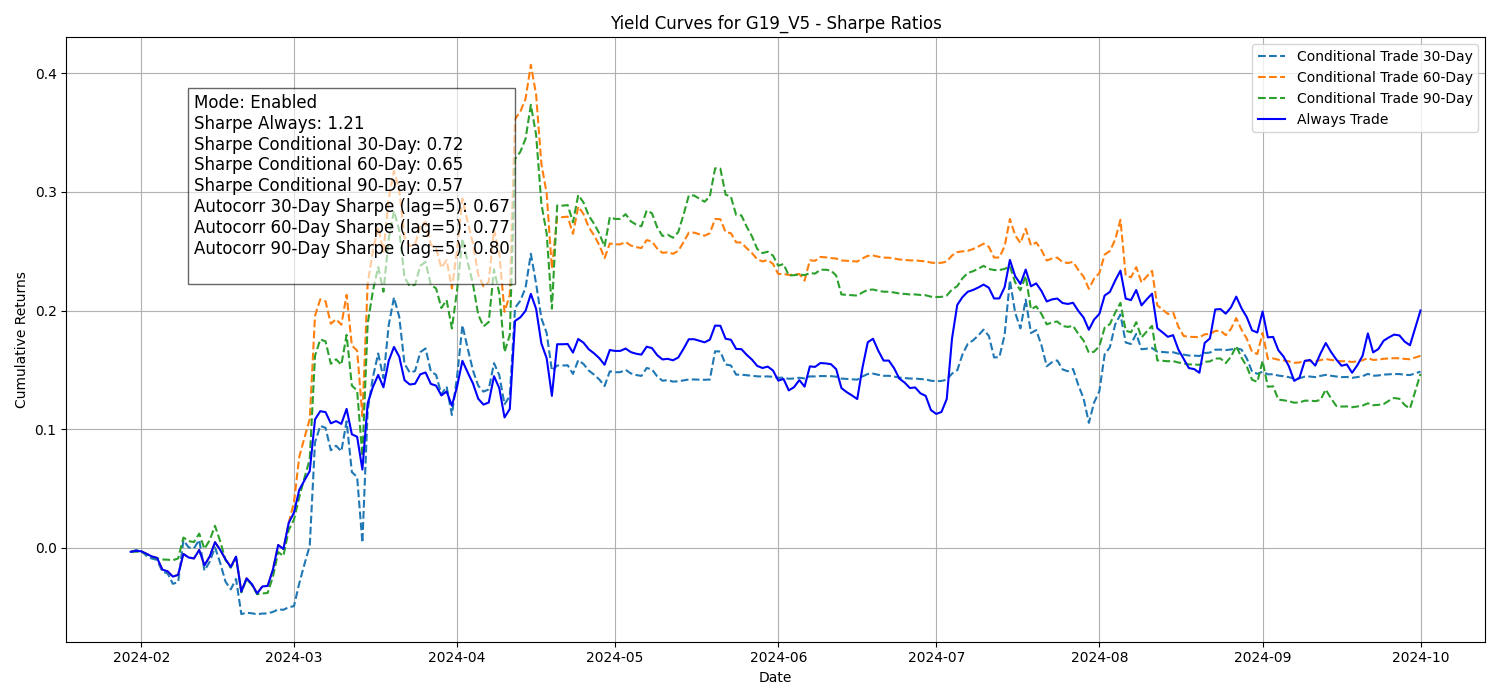 Yield Curves for G19_V5 - Sharpe Ratios
Conditional Trade 30-Day
Conditional Trade 60-Day
Conditional Trade 90-Day
Always Trade
Mode: Enabled
Sharpe Always: 1.21
Sharpe Conditional 30-Day: 0.72
Sharpe Conditional 60-Day: 0.65
Sharpe Conditional 90-Day: 0.57
Autocorr 30-Day Sharpe (lag=5): 0.67
Autocorr 60-Day Sharpe (lag=5): 0.77
Autocorr 90-Day Sharpe (lag=5): 0.80
Cumulative Returns
0.4
0.3
0.2
0.1
0.0
2024-02 2024-03 2024-04 2024-05 2024-06 2024-07 2024-08 2024-09 2024-10
Date